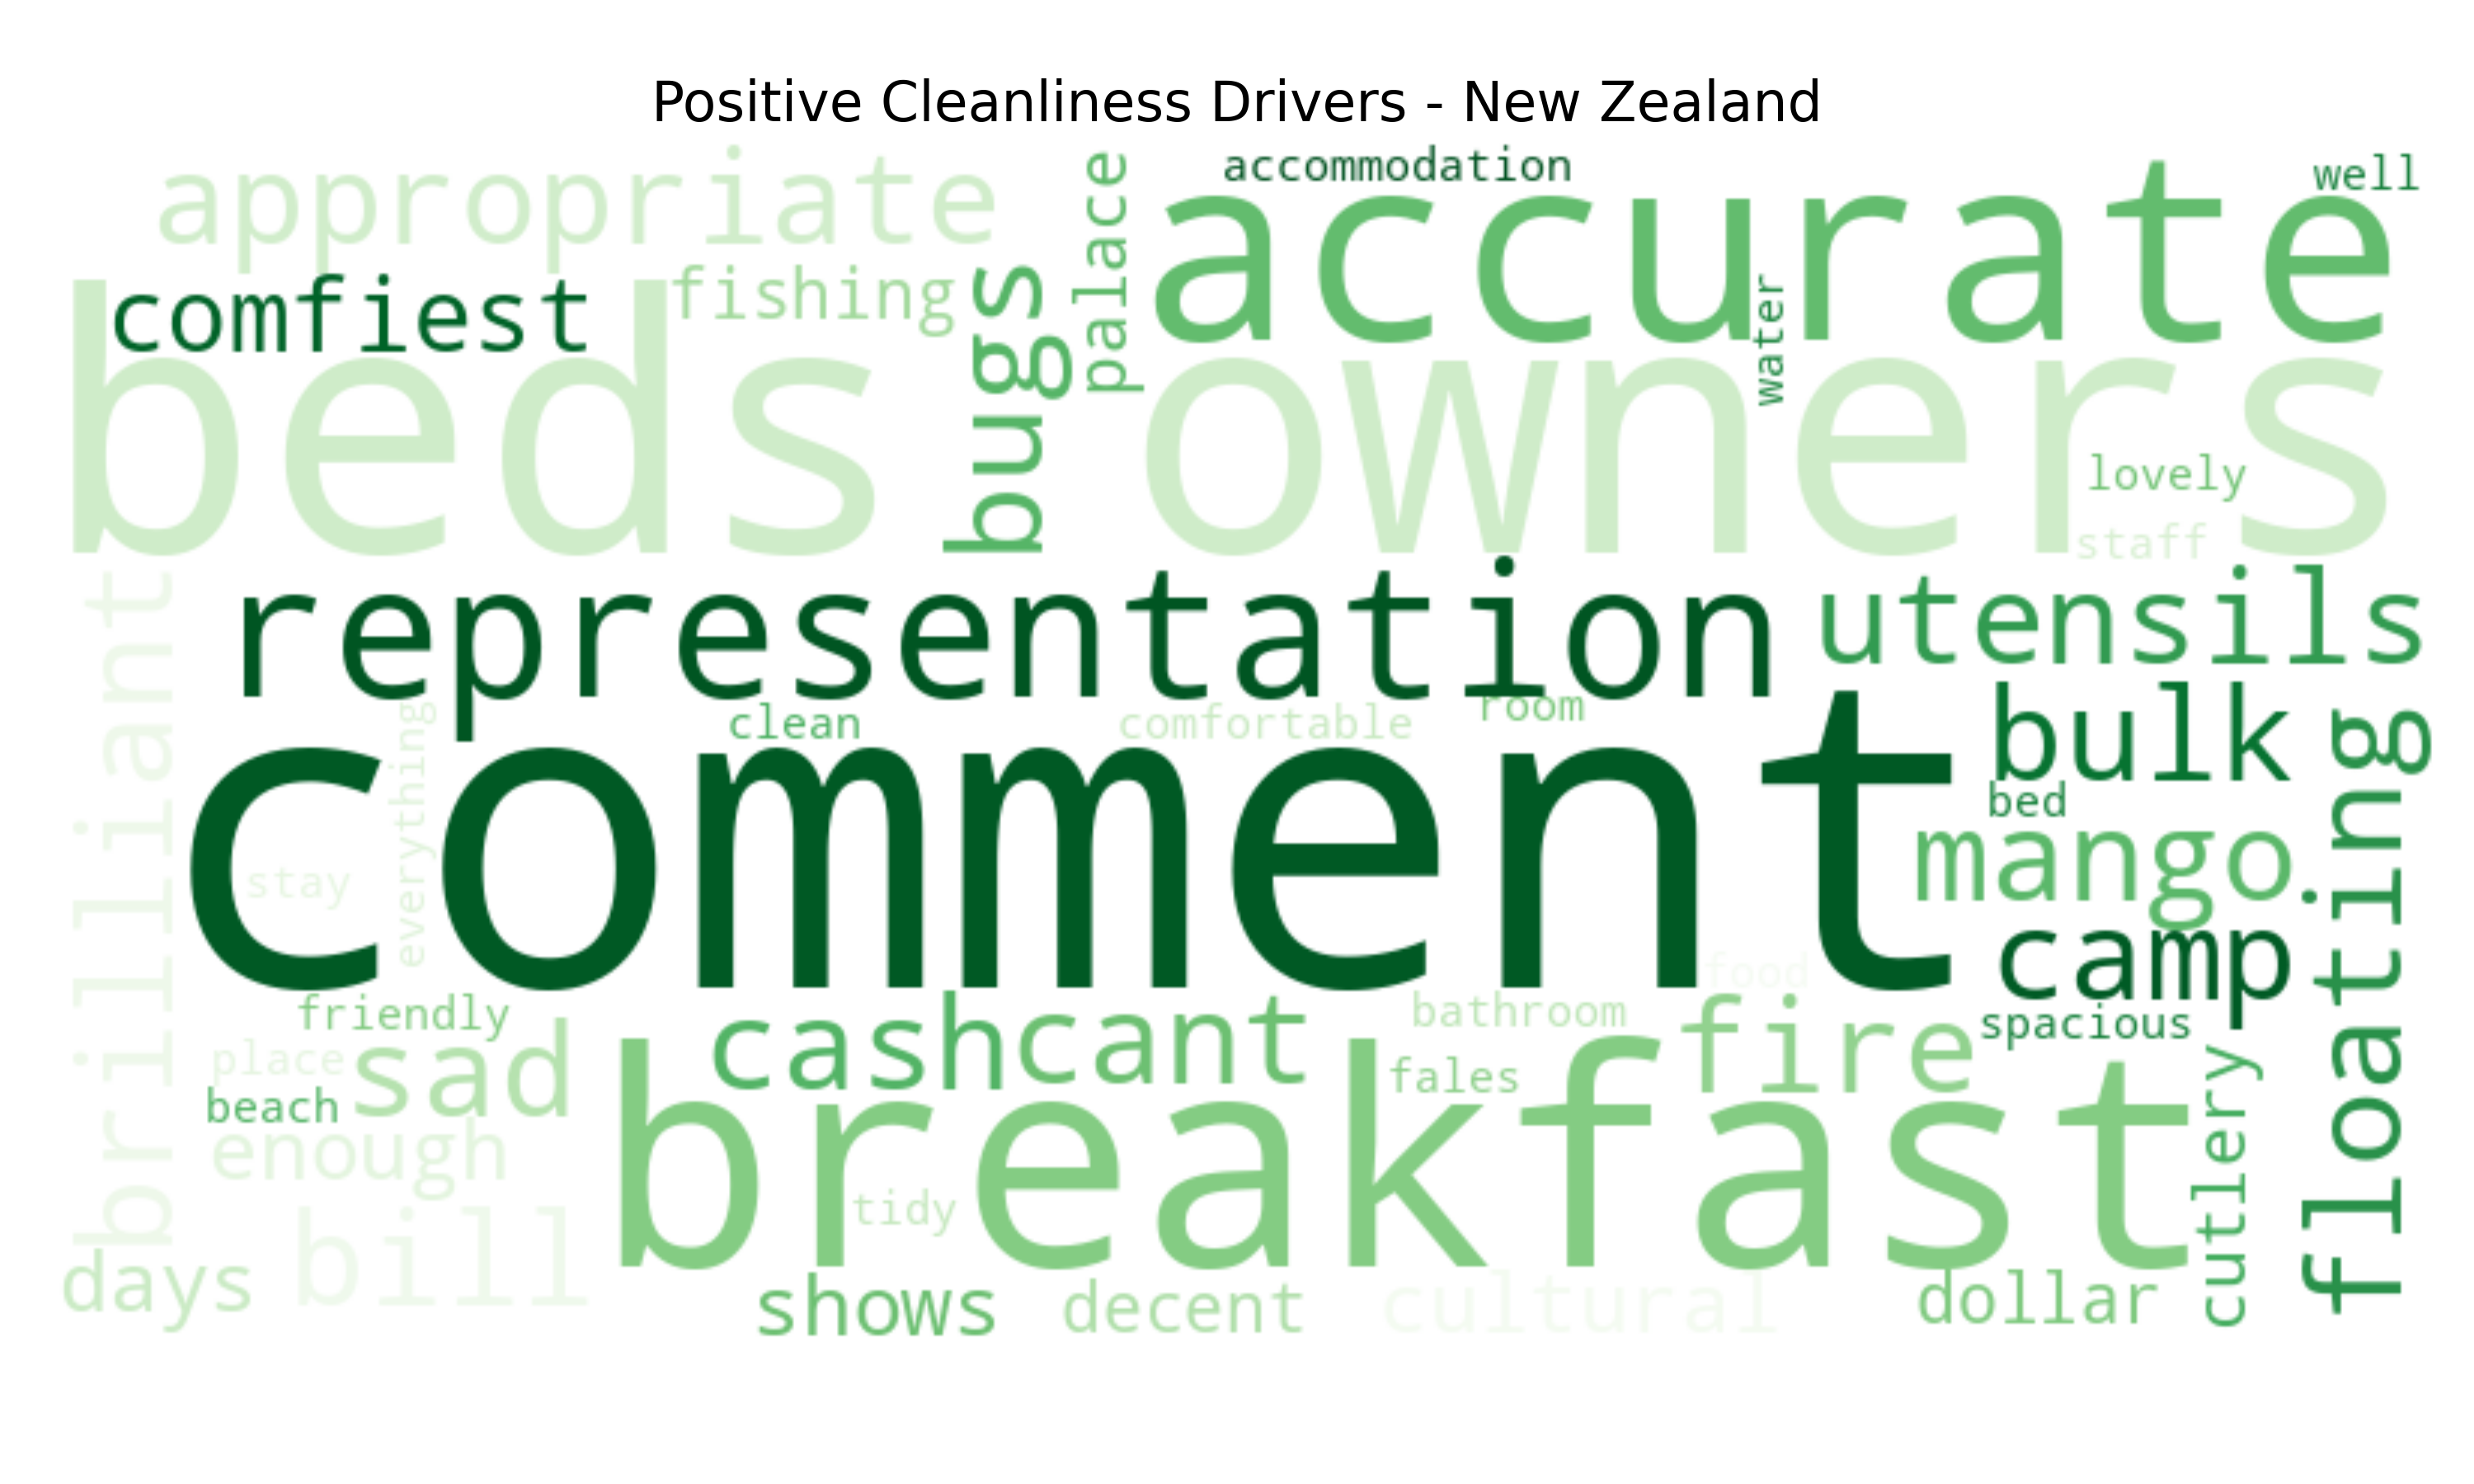 Positive Cleanliness Drivers - New Zealand
appropriate
palace
accommodation
accurate
well
comfiest
fishing
bugs
water
beds
owners
lovely
staff
brilliant
representation
utensils
everything
clean
comfortable
room
bulk
floating
comment
bed
mango
stay
camp
food
friendly
cash
cant
bathroom
fire
spacious
place
sad
fales
beach
breakfast
cutlery
enough
tidy
bill
days
shows
decent
cultural
dollar